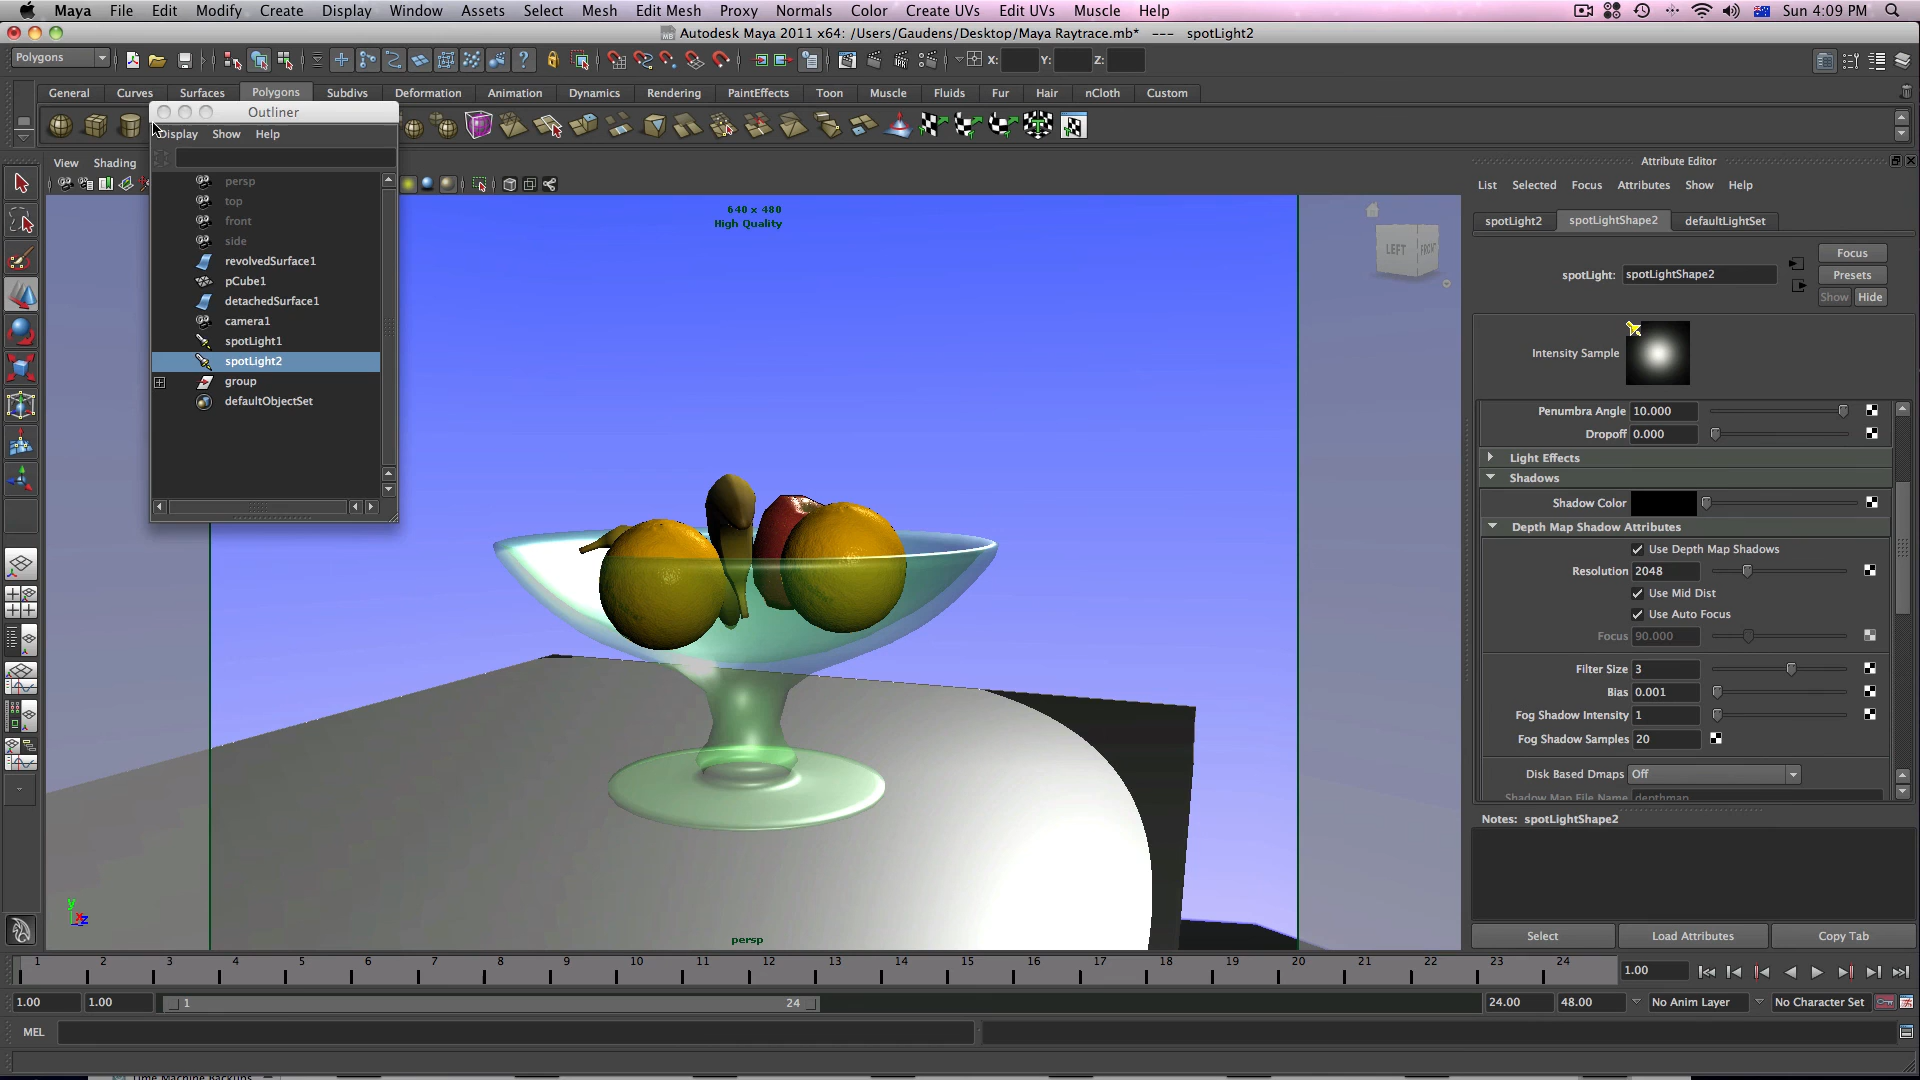 Maya File Edit Modify Create Display Window Assets Select Mesh Edit Mesh Proxy Normals Color Create UVs Edit UVs Muscle Help Sun 4:09 PM
Autodesk Maya 2011 x64: /Users/Gaudens/Desktop/Maya Raytrace.mb* --- spotLight2
Polygons X: Y: Z:
General Curves Surfaces Polygons Subdivs Deformation Animation Dynamics Rendering PaintEffects Toon Muscle Fluids Fur Hair nCloth Custom
Outliner
Display Show Help
persp
top
front
side
revolvedSurface1
pCube1
detachedSurface1
camera1
spotLight1
spotLight2
group
defaultObjectSet
View Shading
640 x 480
High Quality
LEFT FRONT
persp
y
x z
Attribute Editor
List Selected Focus Attributes Show Help
spotLight2 spotLightShape2 defaultLightSet
Focus
spotLight: spotLightShape2 Presets
Show Hide
Intensity Sample
Penumbra Angle 10.000
Dropoff 0.000
Light Effects
Shadows
Shadow Color
Depth Map Shadow Attributes
Use Depth Map Shadows
Resolution 2048
Use Mid Dist
Use Auto Focus
Focus 90.000
Filter Size 3
Bias 0.001
Fog Shadow Intensity 1
Fog Shadow Samples 20
Disk Based Dmaps Off
Shadow Map File Name depthmap
Notes: spotLightShape2
Select Load Attributes Copy Tab
1 2 3 4 5 6 7 8 9 10 11 12 13 14 15 16 17 18 19 20 21 22 23 24 1.00
1.00 1.00 1 24 24.00 48.00 No Anim Layer No Character Set
MEL
Time Machine Backups